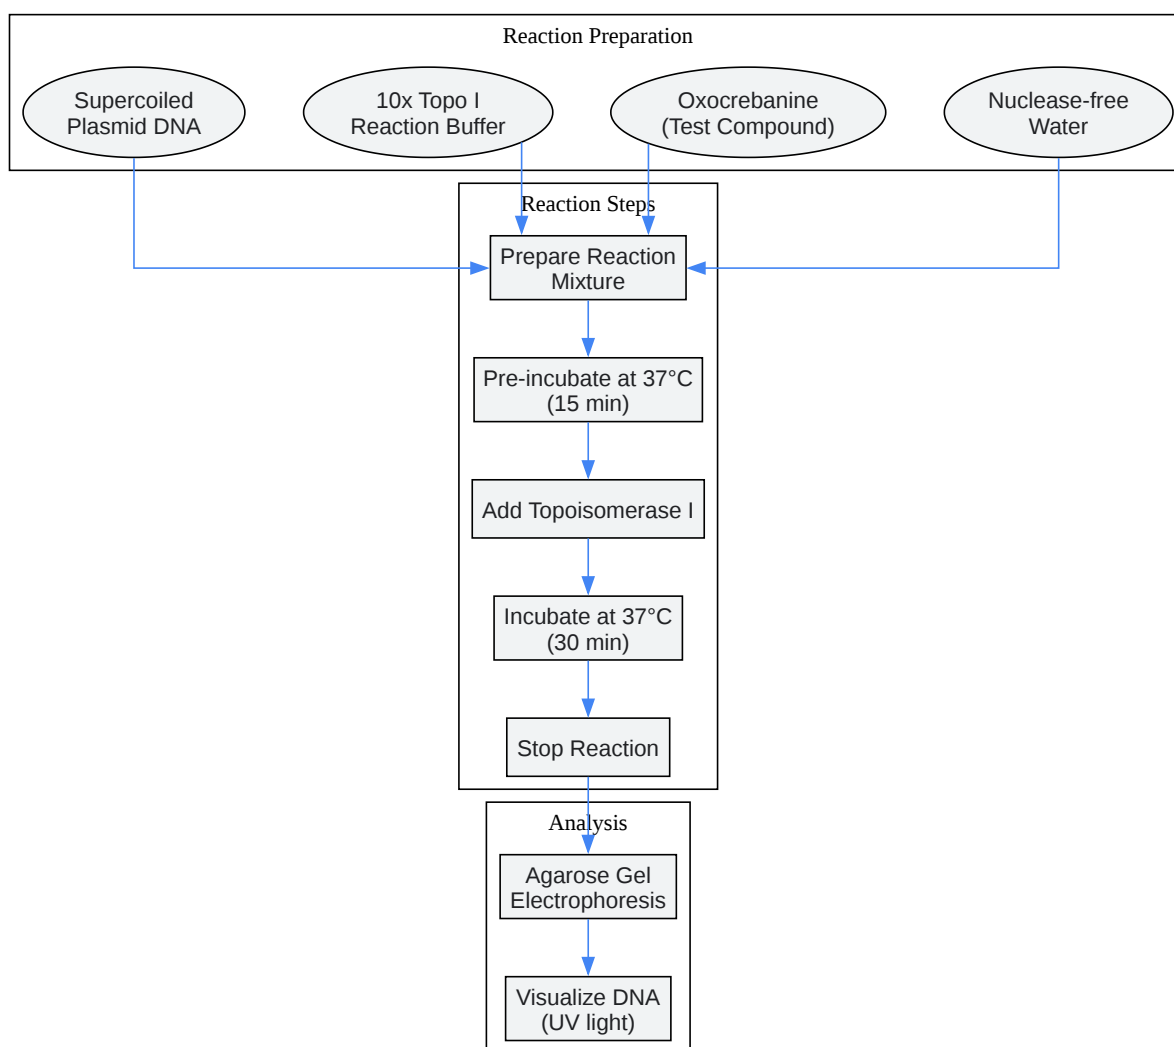 Reaction Preparation
Supercoiled
Plasmid DNA
10x Topo I
Reaction Buffer
Oxocrebanine
(Test Compound)
Nuclease-free
Water
Reaction Steps
Prepare Reaction
Mixture
Pre-incubate at 37°C
(15 min)
Add Topoisomerase I
Incubate at 37°C
(30 min)
Stop Reaction
Analysis
Agarose Gel
Electrophoresis
Visualize DNA
(UV light)